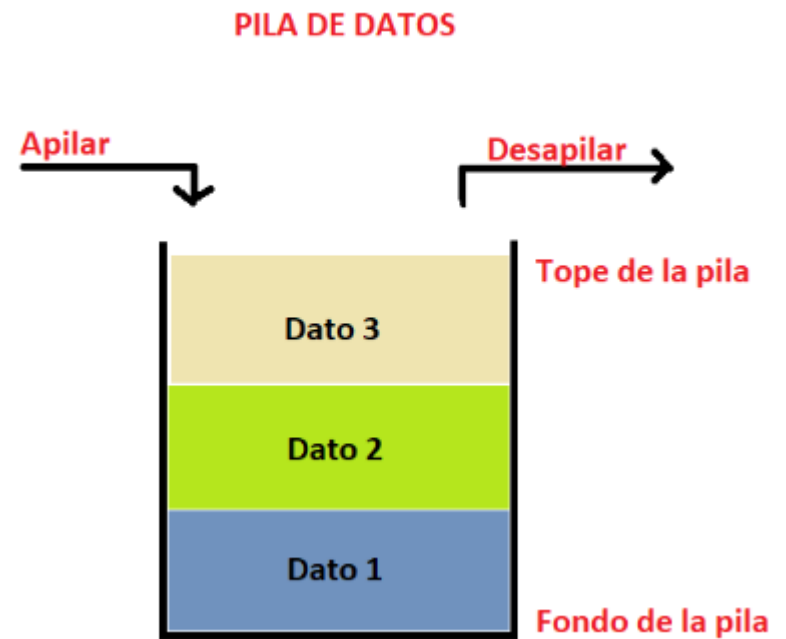 PILA DE DATOS
Apilar
Desapilar
Tope de la pila
Dato 3
Dato 2
Dato 1
Fondo de la pila